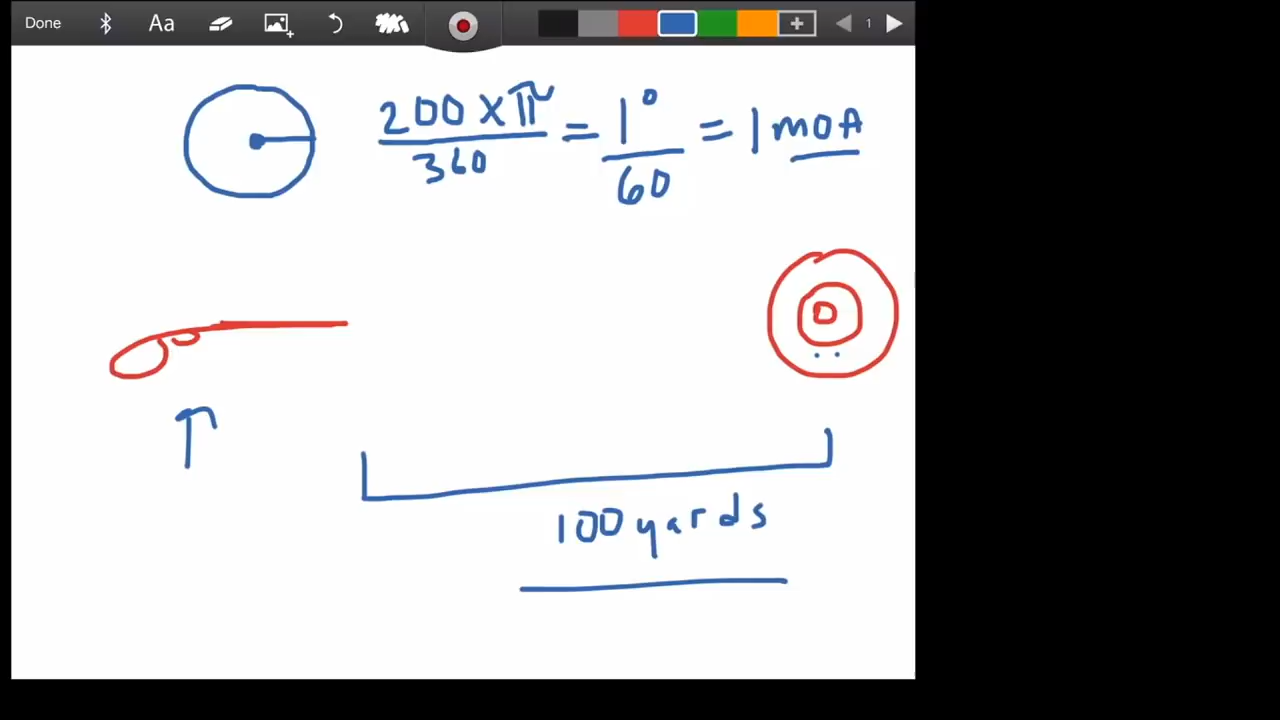 Done Aa 1
200 x π / 360 = 1° / 60 = 1 MOA
100 yards